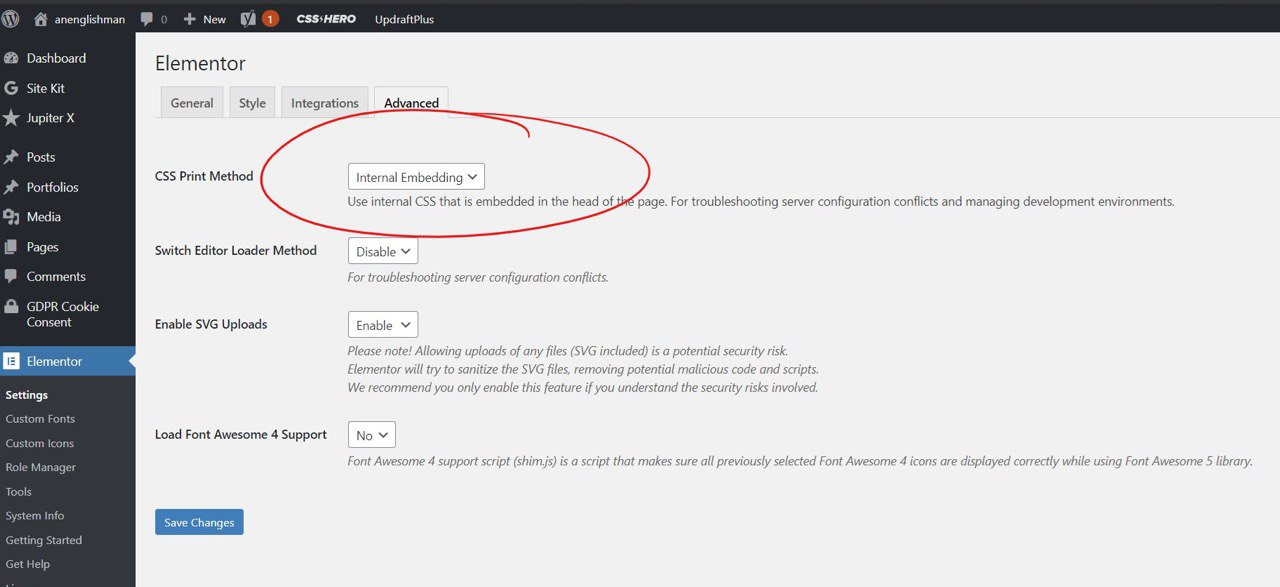 anenglishman 0 New 1 CSS HERO UpdraftPlus
Dashboard
Site Kit
Jupiter X
Posts
Portfolios
Media
Pages
Comments
GDPR Cookie
Consent
Elementor
Settings
Custom Fonts
Custom Icons
Role Manager
Tools
System Info
Getting Started
Get Help
Elementor
General Style Integrations Advanced
CSS Print Method Internal Embedding
Use internal CSS that is embedded in the head of the page. For troubleshooting server configuration conflicts and managing development environments.
Switch Editor Loader Method Disable
For troubleshooting server configuration conflicts.
Enable SVG Uploads Enable
Please note! Allowing uploads of any files (SVG included) is a potential security risk.
Elementor will try to sanitize the SVG files, removing potential malicious code and scripts.
We recommend you only enable this feature if you understand the security risks involved.
Load Font Awesome 4 Support No
Font Awesome 4 support script (shim.js) is a script that makes sure all previously selected Font Awesome 4 icons are displayed correctly while using Font Awesome 5 library.
Save Changes